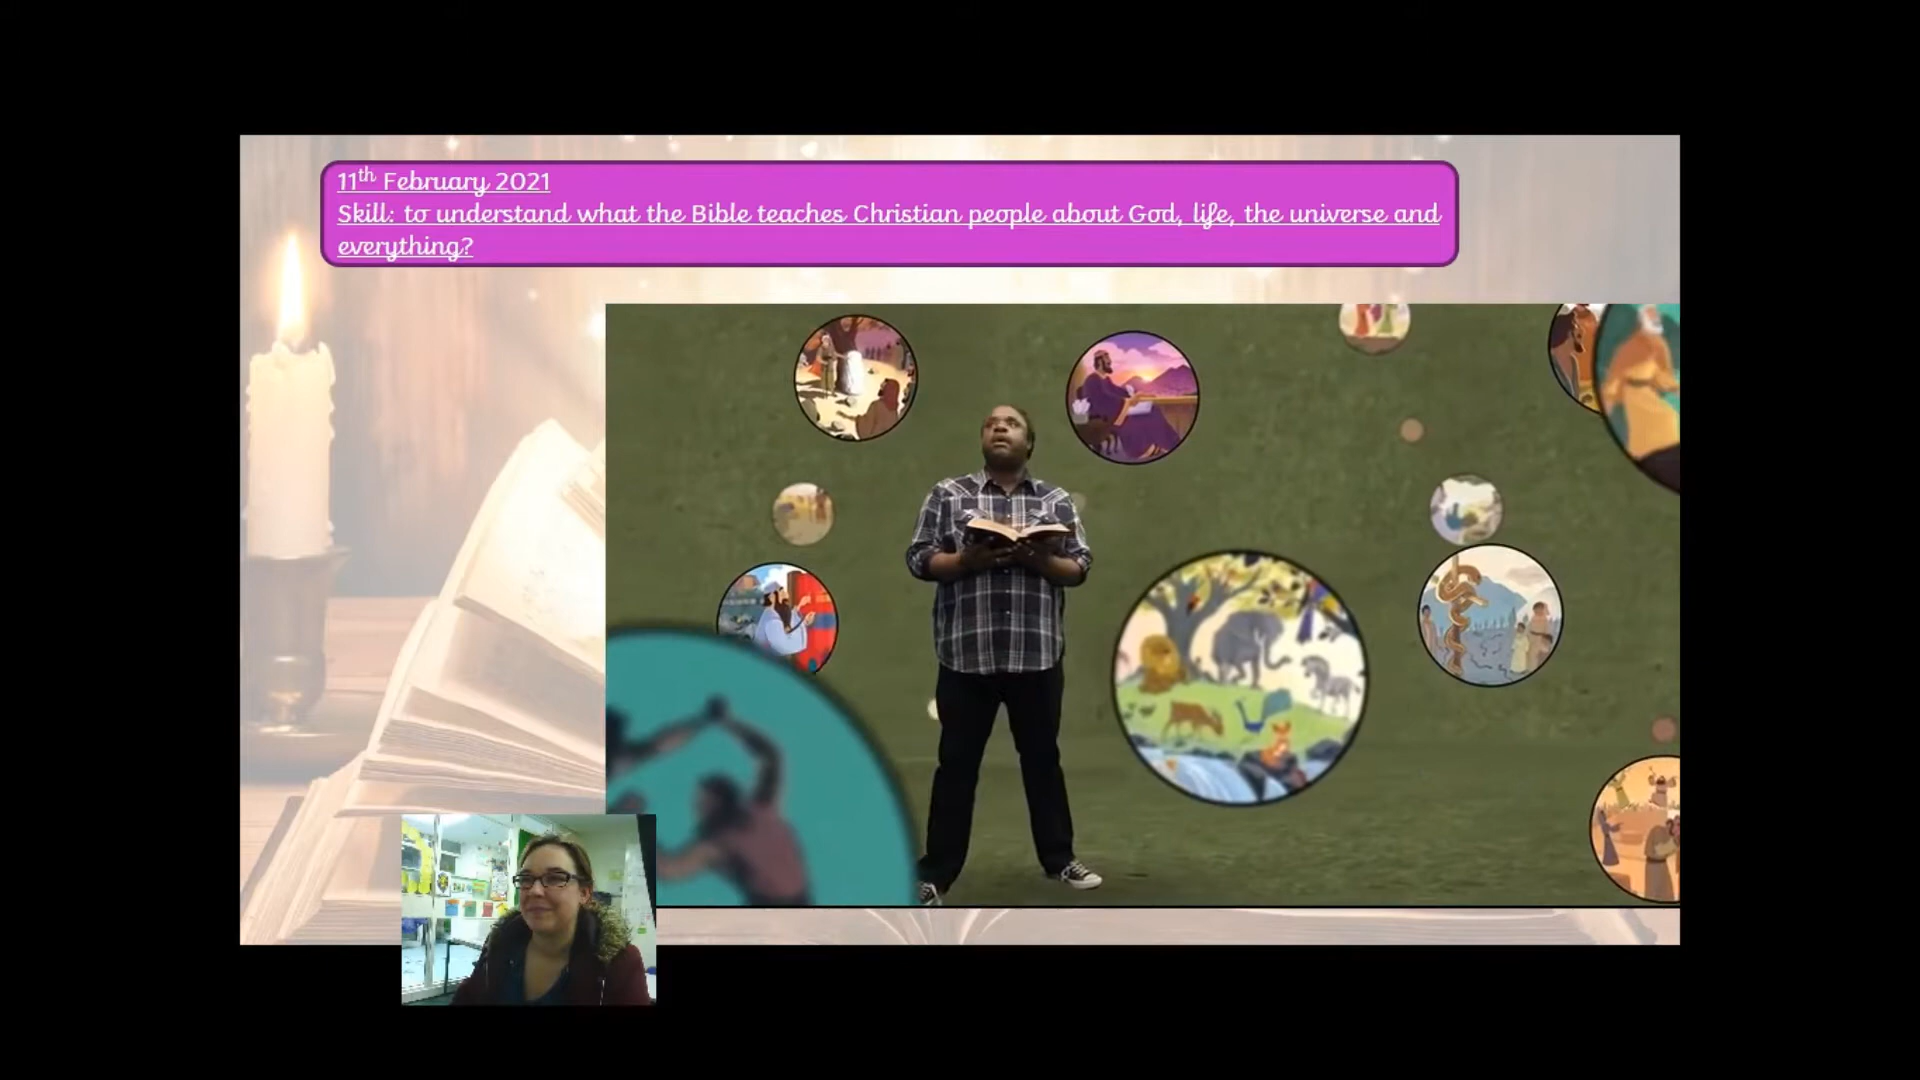 11th February 2021
Skill: to understand what the Bible teaches Christian people about God, life, the universe and
everything?